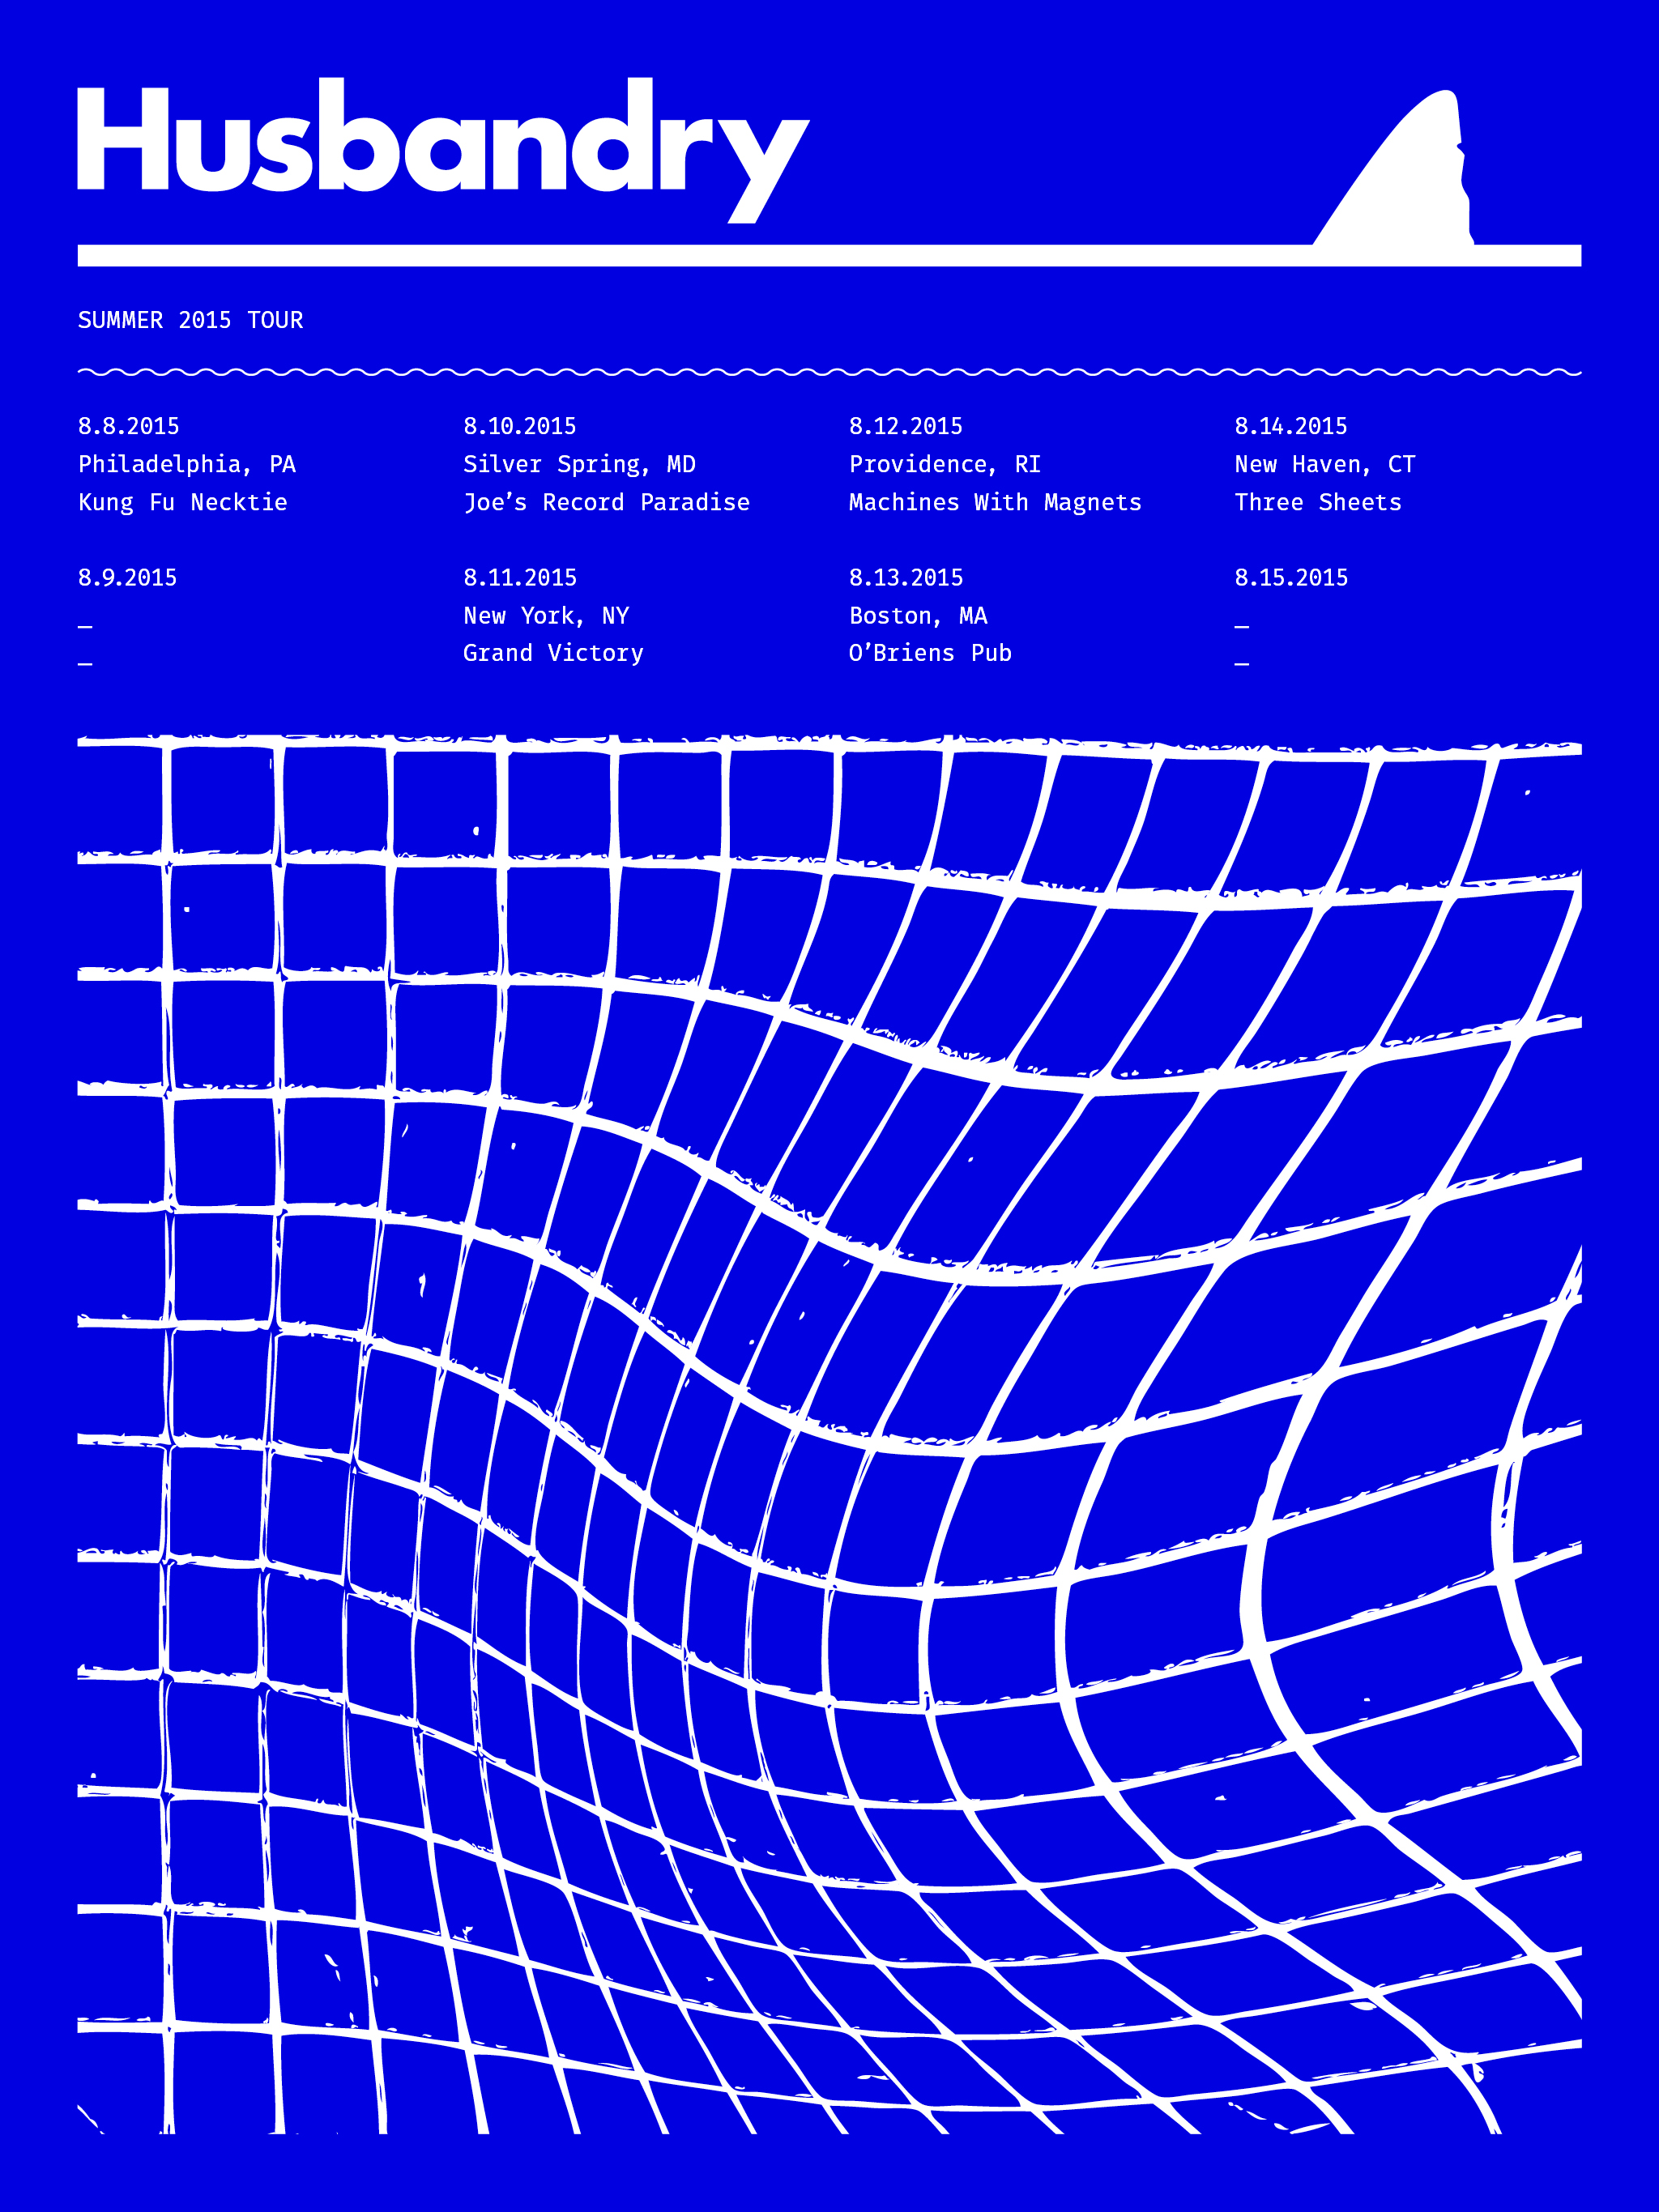 Husbandry
SUMMER 2015 TOUR
8.8.2015
Philadelphia, PA
Kung Fu Necktie
8.9.2015
_
_
8.10.2015
Silver Spring, MD
Joe’s Record Paradise
8.11.2015
New York, NY
Grand Victory
8.12.2015
Providence, RI
Machines With Magnets
8.13.2015
Boston, MA
O’Briens Pub
8.14.2015
New Haven, CT
Three Sheets
8.15.2015
_
_